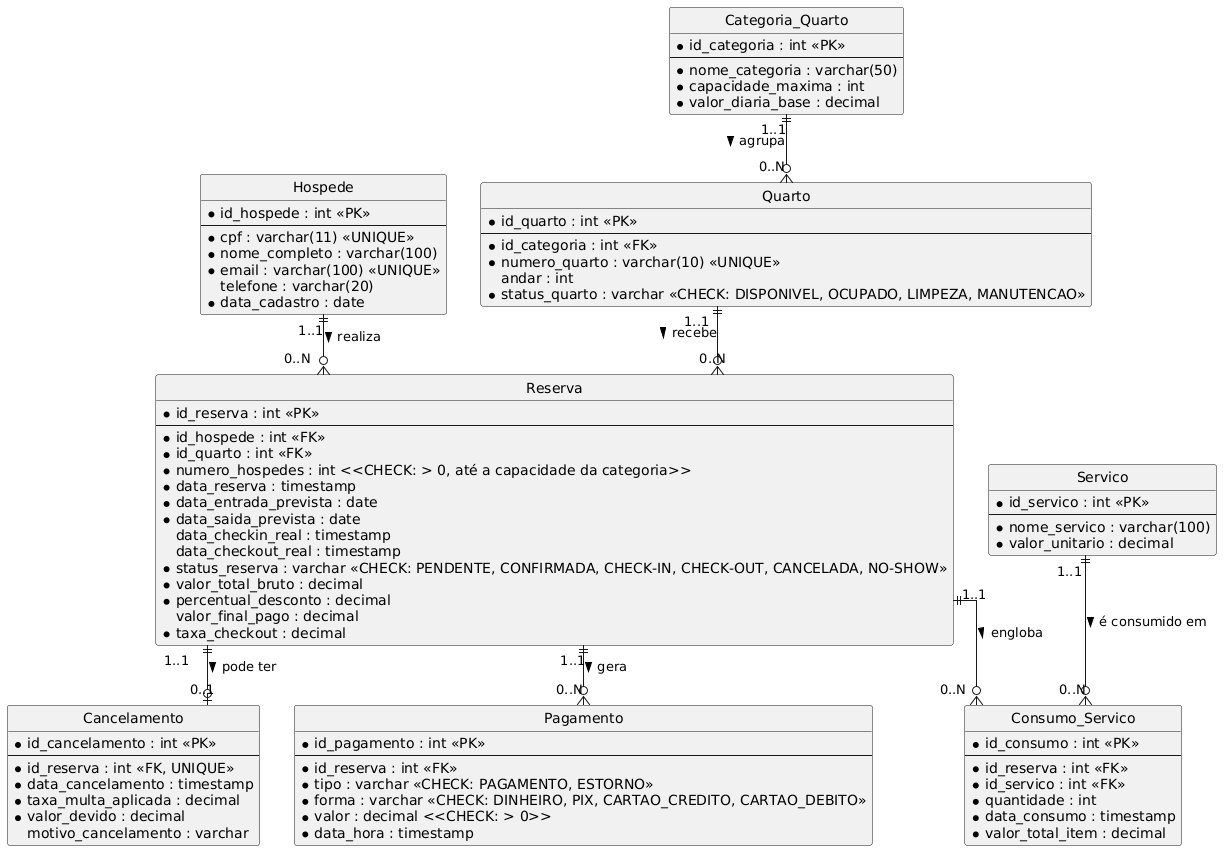 Categoria_Quarto
id_categoria : int «PK»
nome_categoria : varchar(50)
capacidade_maxima : int
valor_diaria_base : decimal
1..1
agrupa
0..N
Hospede
id_hospede : int «PK»
cpf : varchar(11) «UNIQUE»
nome_completo : varchar(100)
email : varchar(100) «UNIQUE»
telefone : varchar(20)
data_cadastro : date
Quarto
id_quarto : int «PK»
id_categoria : int «FK»
numero_quarto : varchar(10) «UNIQUE»
andar : int
status_quarto : varchar «CHECK: DISPONIVEL, OCUPADO, LIMPEZA, MANUTENCAO»
1..1
realiza
0..N
1..1
recebe
0..N
Reserva
id_reserva : int «PK»
id_hospede : int «FK»
id_quarto : int «FK»
numero_hospedes : int <<CHECK: > 0, até a capacidade da categoria>>
data_reserva : timestamp
data_entrada_prevista : date
data_saida_prevista : date
data_checkin_real : timestamp
data_checkout_real : timestamp
status_reserva : varchar «CHECK: PENDENTE, CONFIRMADA, CHECK-IN, CHECK-OUT, CANCELADA, NO-SHOW»
valor_total_bruto : decimal
percentual_desconto : decimal
valor_final_pago : decimal
taxa_checkout : decimal
Servico
id_servico : int «PK»
nome_servico : varchar(100)
valor_unitario : decimal
1..1
pode ter
0..1
1..1
gera
0..N
1..1
engloba
0..N
1..1
é consumido em
0..N
Cancelamento
id_cancelamento : int «PK»
id_reserva : int «FK, UNIQUE»
data_cancelamento : timestamp
taxa_multa_aplicada : decimal
valor_devido : decimal
motivo_cancelamento : varchar
Pagamento
id_pagamento : int «PK»
id_reserva : int «FK»
tipo : varchar «CHECK: PAGAMENTO, ESTORNO»
forma : varchar «CHECK: DINHEIRO, PIX, CARTAO_CREDITO, CARTAO_DEBITO»
valor : decimal <<CHECK: > 0>>
data_hora : timestamp
Consumo_Servico
id_consumo : int «PK»
id_reserva : int «FK»
id_servico : int «FK»
quantidade : int
data_consumo : timestamp
valor_total_item : decimal